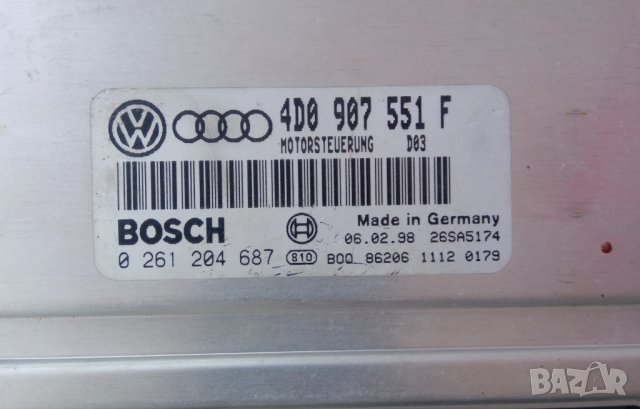 4D0 907 551 F
MOTORSTEUERUNG D03
BOSCH Made in Germany
06.02.98 26SA5174
0 261 204 687 810 B00 86206 1112 0179
BAZAR